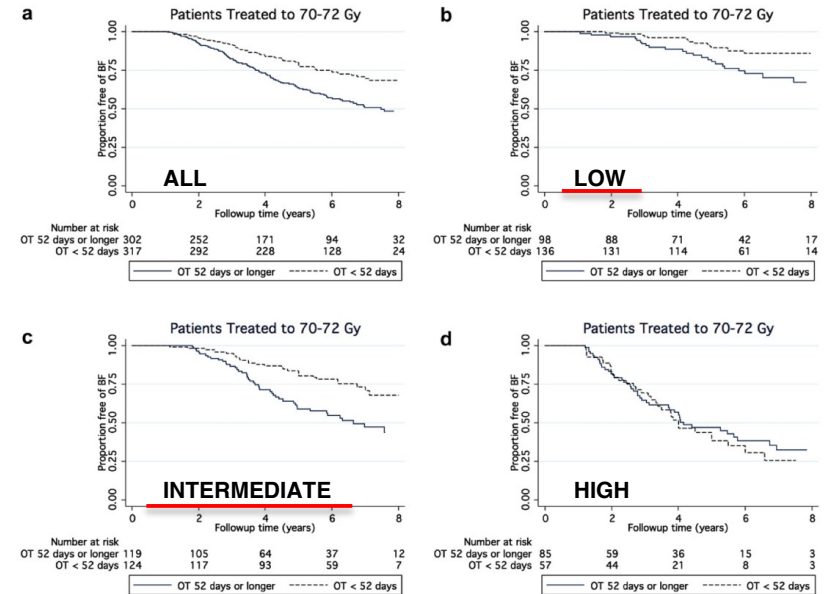 a
Patients Treated to 70-72 Gy
Proportion free of BF
1.00
0.75
0.50
0.25
0.00
ALL
0 2 4 6 8
Followup time (years)
Number at risk
OT 52 days or longer 302 252 171 94 32
OT < 52 days 317 292 228 128 24
OT 52 days or longer OT < 52 days
b
Patients Treated to 70-72 Gy
Proportion free of BF
1.00
0.75
0.50
0.25
0.00
LOW
0 2 4 6 8
Followup time (years)
Number at risk
OT 52 days or longer 98 88 71 42 17
OT < 52 days 136 131 114 61 14
OT 52 days or longer OT < 52 days
c
Patients Treated to 70-72 Gy
Proportion free of BF
1.00
0.75
0.50
0.25
0.00
INTERMEDIATE
0 2 4 6 8
Followup time (years)
Number at risk
OT 52 days or longer 119 105 64 37 12
OT < 52 days 124 117 93 59 7
OT 52 days or longer OT < 52 days
d
Patients Treated to 70-72 Gy
Proportion free of BF
1.00
0.75
0.50
0.25
0.00
HIGH
0 2 4 6 8
Followup time (years)
Number at risk
OT 52 days or longer 85 59 36 15 3
OT < 52 days 57 44 21 8 3
OT 52 days or longer OT < 52 days